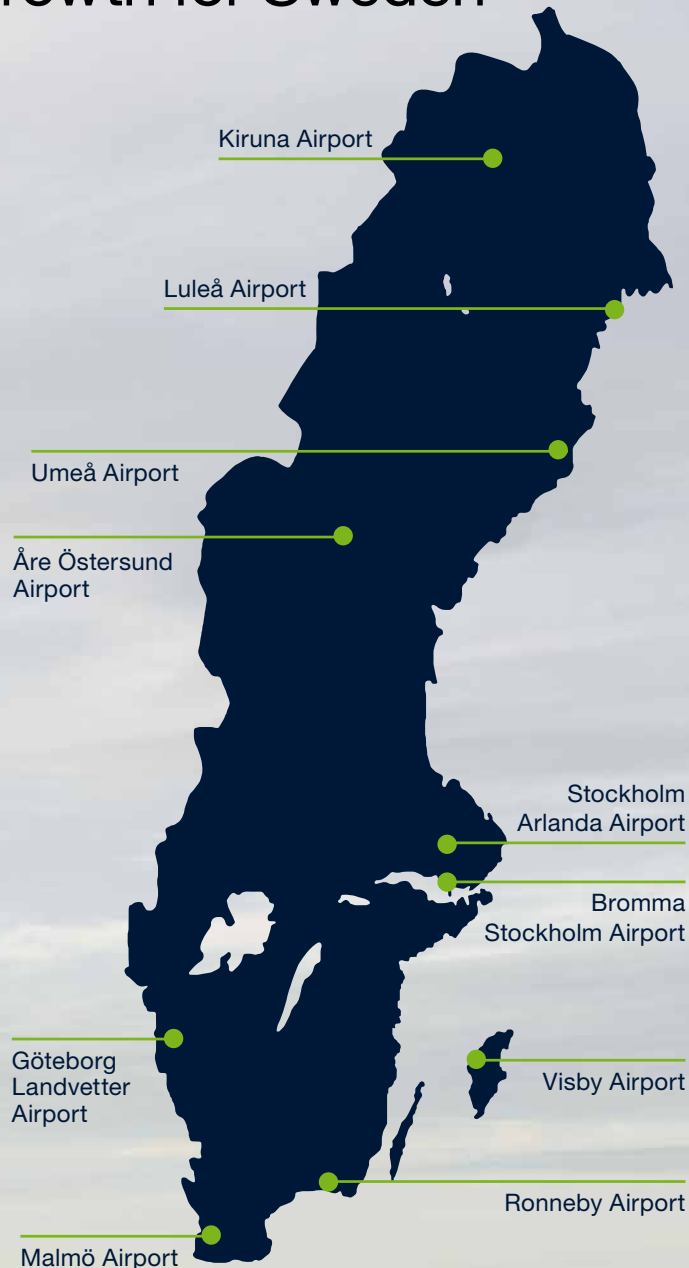 for Sweden
Kiruna Airport
Luleå Airport
Umeå Airport
Åre Östersund
Airport
Stockholm
Arlanda Airport
Bromma
Stockholm Airport
Göteborg
Landvetter
Airport
Visby Airport
Ronneby Airport
Malmö Airport